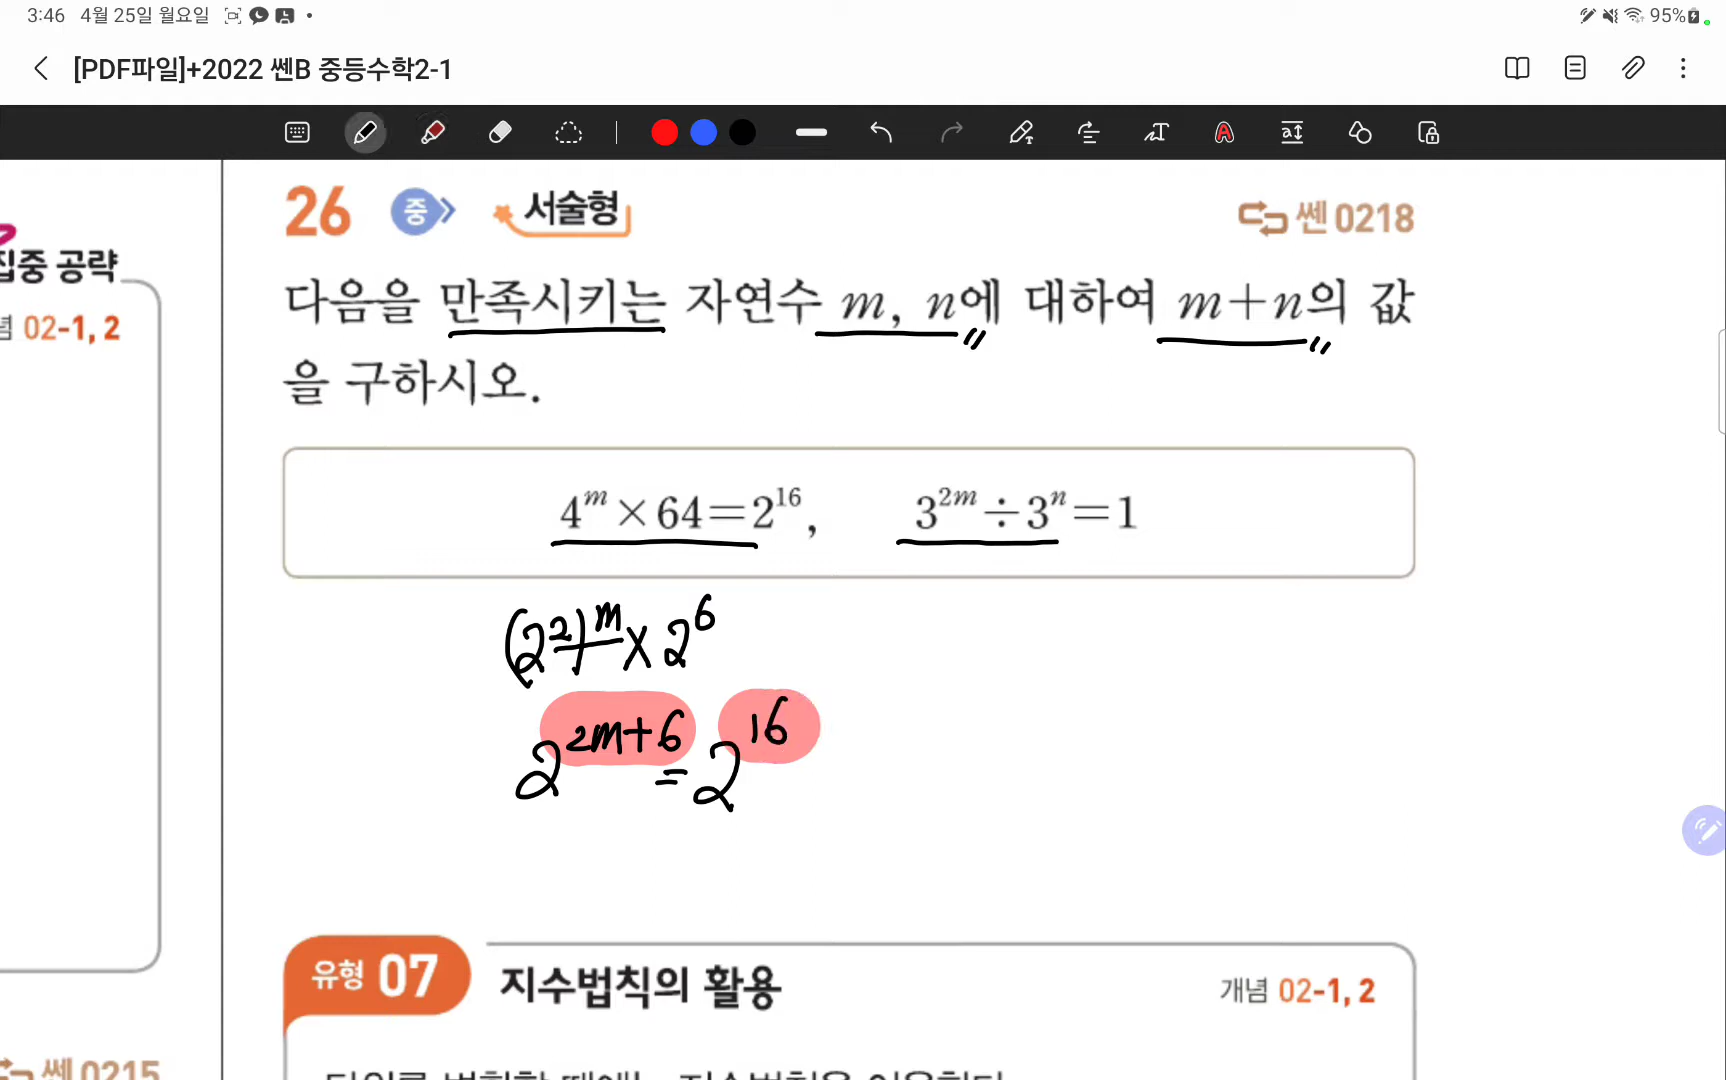 3:46 4월 25일 월요일
95%
[PDF파일]+2022 쎈B 중등수학2-1
집중 공략
02-1, 2
26 중 서술형 쎈 0218
다음을 만족시키는 자연수 m, n에 대하여 m+n의 값
을 구하시오.
4^m×64=2^16, 3^2m÷3^n=1
(2^2)^m×2^6
2^2m+6=2^16
유형 07 지수법칙의 활용 개념 02-1, 2
쎈 0215